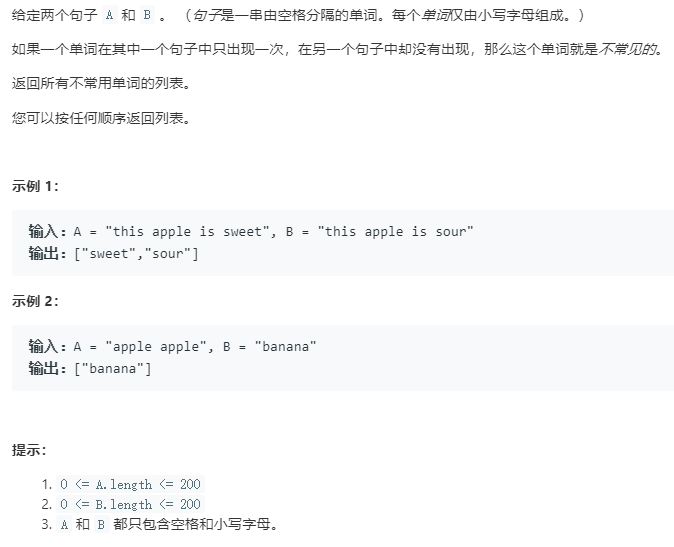 给定两个句子 A 和 B 。 （句子是一串由空格分隔的单词。每个单词仅由小写字母组成。）
如果一个单词在其中一个句子中只出现一次，在另一个句子中却没有出现，那么这个单词就是不常见的。
返回所有不常用单词的列表。
您可以按任何顺序返回列表。
示例 1：
输入：A = "this apple is sweet", B = "this apple is sour"
输出：["sweet","sour"]
示例 2：
输入：A = "apple apple", B = "banana"
输出：["banana"]
提示：
1. 0 <= A.length <= 200
2. 0 <= B.length <= 200
3. A 和 B 都只包含空格和小写字母。